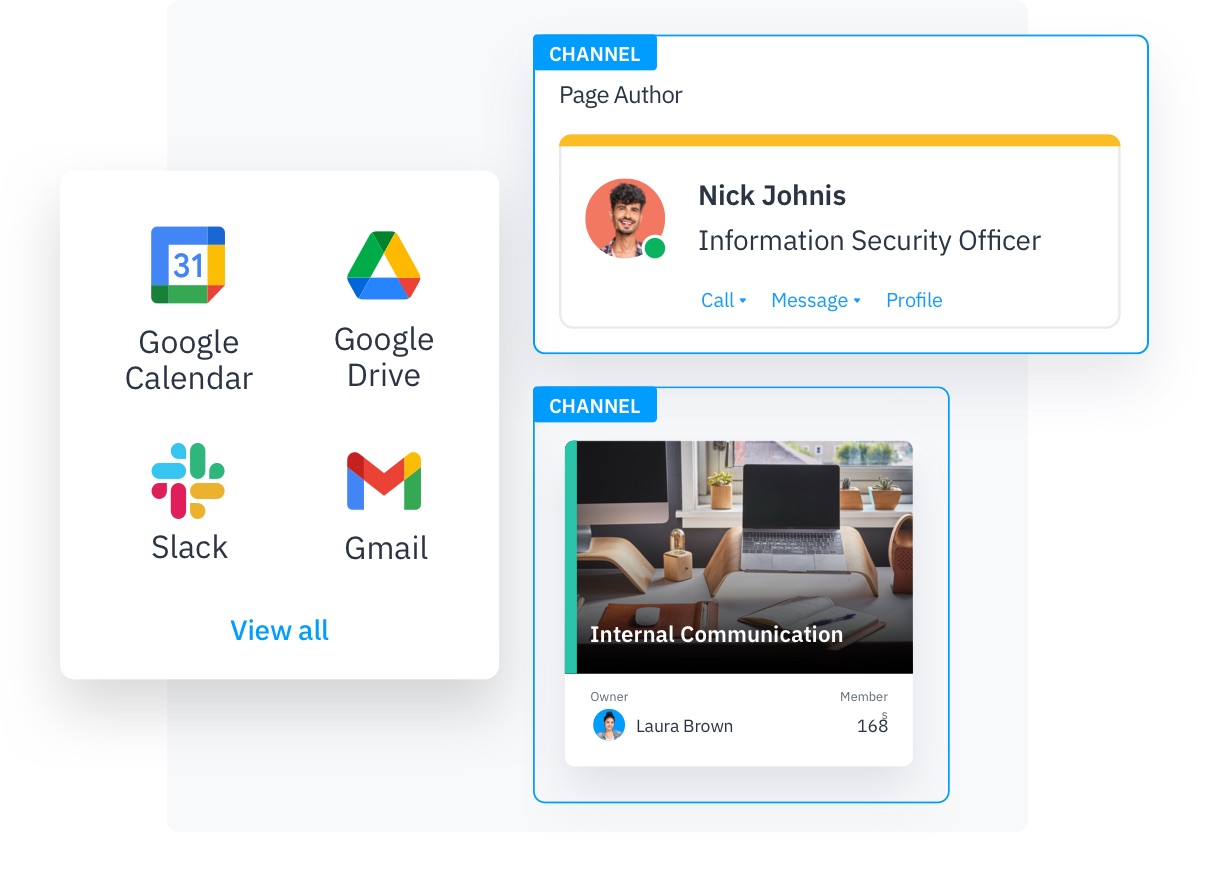 CHANNEL
Page Author
Nick Johnis
Information Security Officer
Call Message Profile
31
Google
Calendar
Google
Drive
Slack
Gmail
View all
CHANNEL
Internal Communication
Owner
Member
s
Laura Brown
168